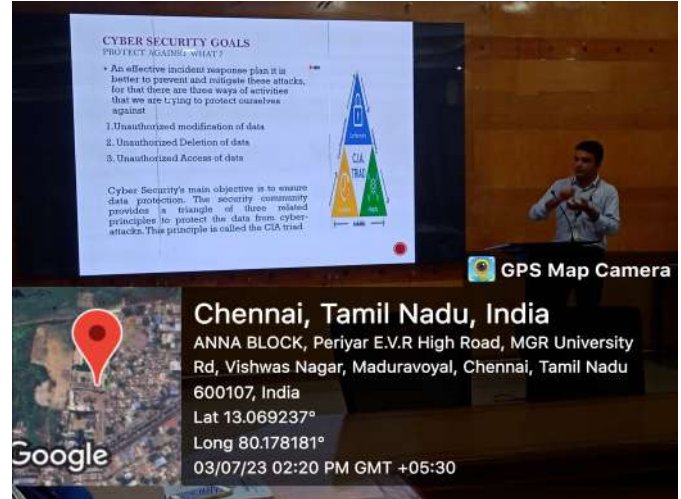 CYBER SECURITY GOALS
PROTECT AGAINST WHAT ?
An effective incident response plan it is
better to prevent and mitigate these attacks,
for that there are three ways of activities
that we are trying to protect ourselves
against
1.Unauthorized modification of data
2. Unauthorized Deletion of data
3. Unauthorized Access of data
Cyber Security's main objective is to ensure
data protection. The security community
provides a triangle of three related
principles to protect the data from cyber-
attacks. This principle is called the CIA triad
C.I.A.
TRIAD
GPS Map Camera
Chennai, Tamil Nadu, India
ANNA BLOCK, Periyar E.V.R High Road, MGR University
Rd, Vishwas Nagar, Maduravoyal, Chennai, Tamil Nadu
600107, India
Lat 13.069237°
Long 80.178181°
03/07/23 02:20 PM GMT +05:30
Google